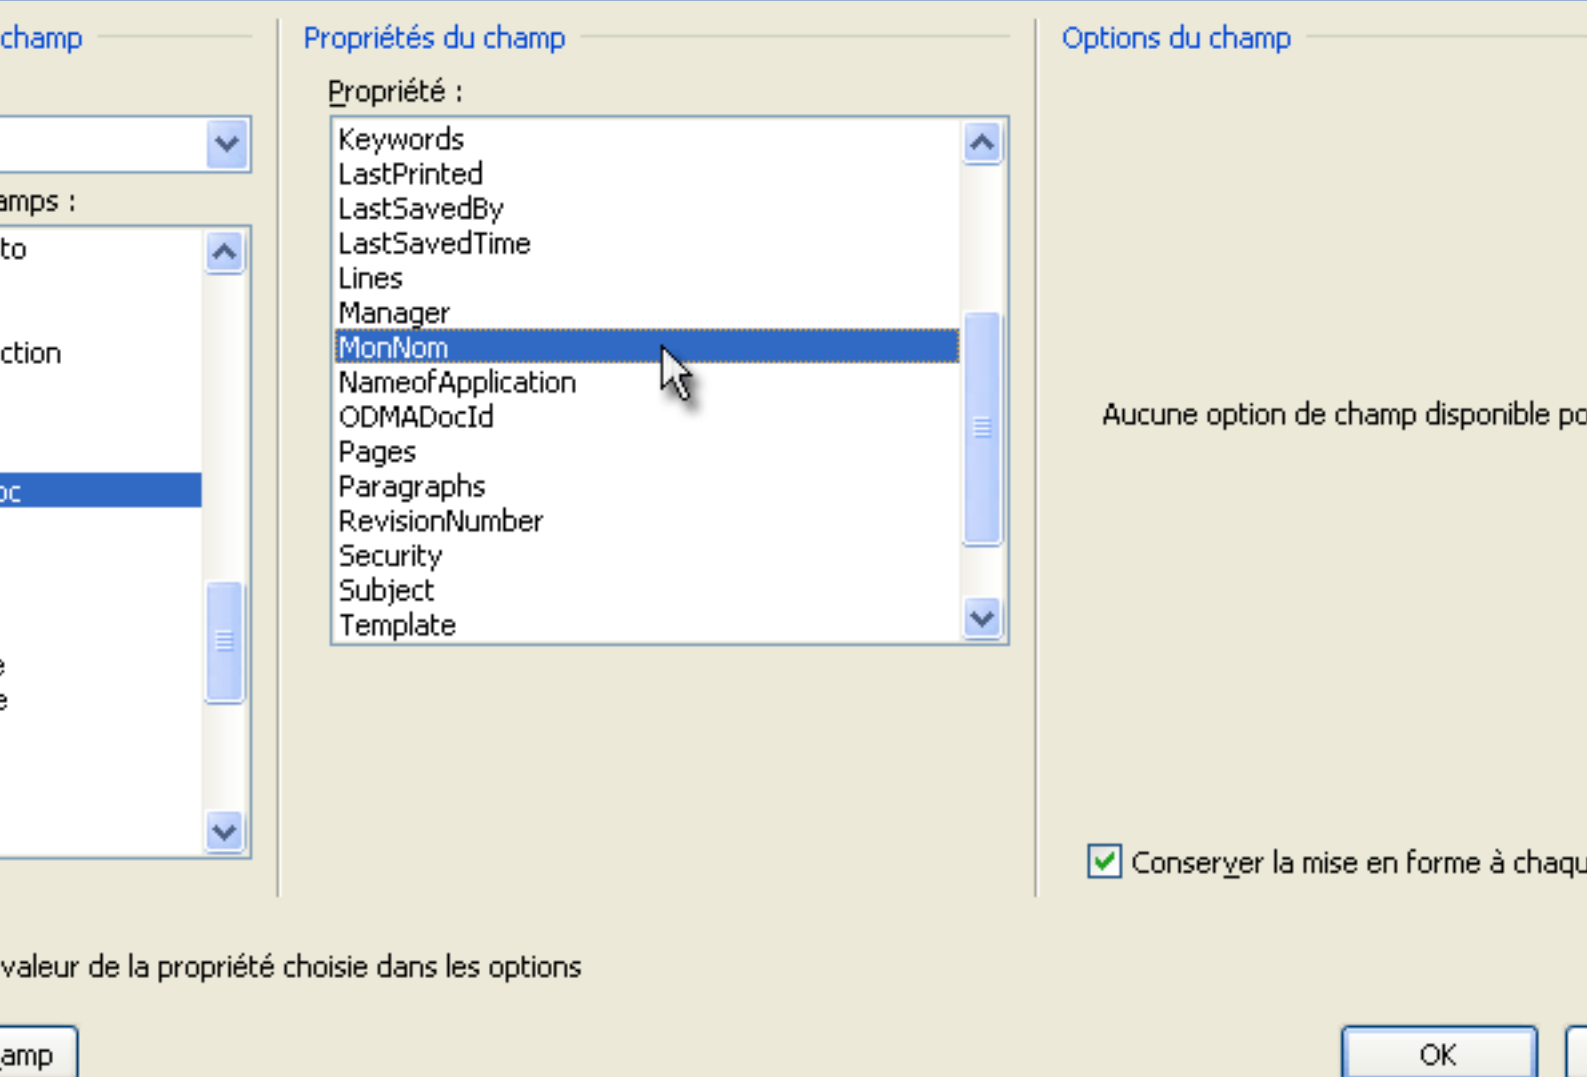 champ
amps :
to
ction
oc
e
e
Propriétés du champ
Propriété :
Keywords
LastPrinted
LastSavedBy
LastSavedTime
Lines
Manager
MonNom
NameofApplication
ODMADocId
Pages
Paragraphs
RevisionNumber
Security
Subject
Template
Options du champ
Aucune option de champ disponible po
Conserver la mise en forme à chaqu
valeur de la propriété choisie dans les options
amp
OK